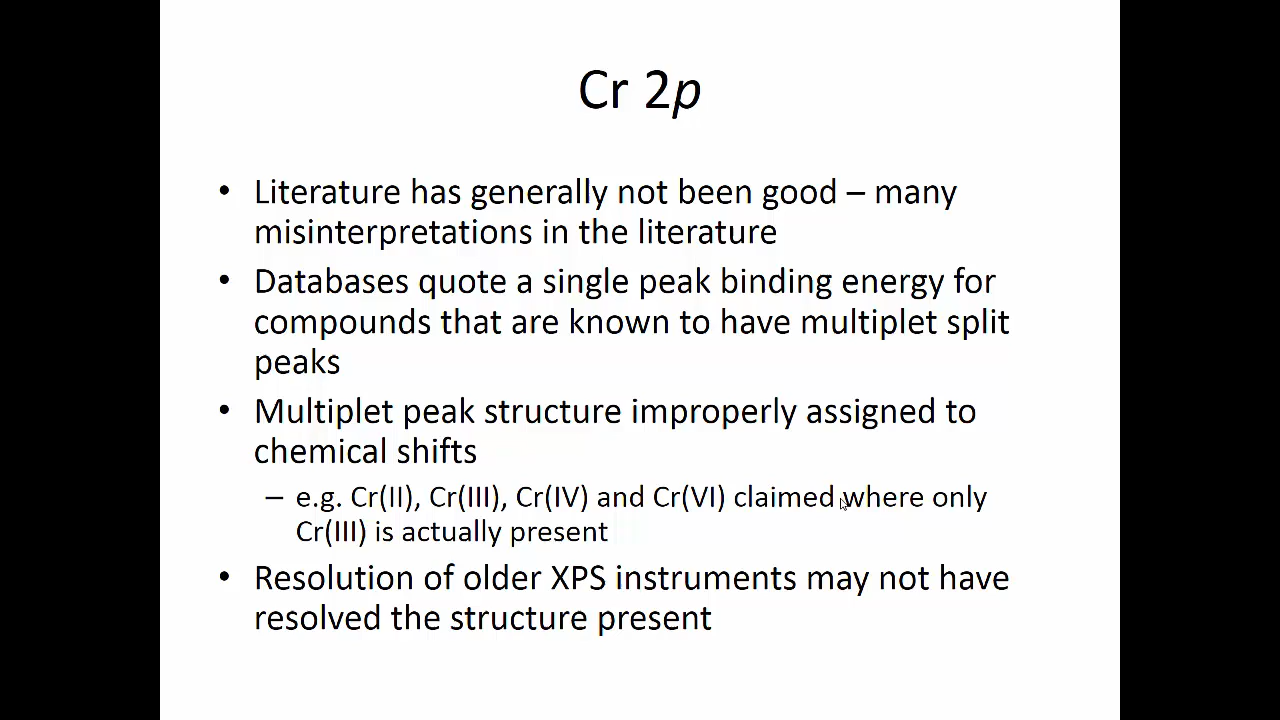 Cr 2p
• Literature has generally not been good – many
misinterpretations in the literature
• Databases quote a single peak binding energy for
compounds that are known to have multiplet split
peaks
• Multiplet peak structure improperly assigned to
chemical shifts
– e.g. Cr(II), Cr(III), Cr(IV) and Cr(VI) claimed where only
Cr(III) is actually present
• Resolution of older XPS instruments may not have
resolved the structure present